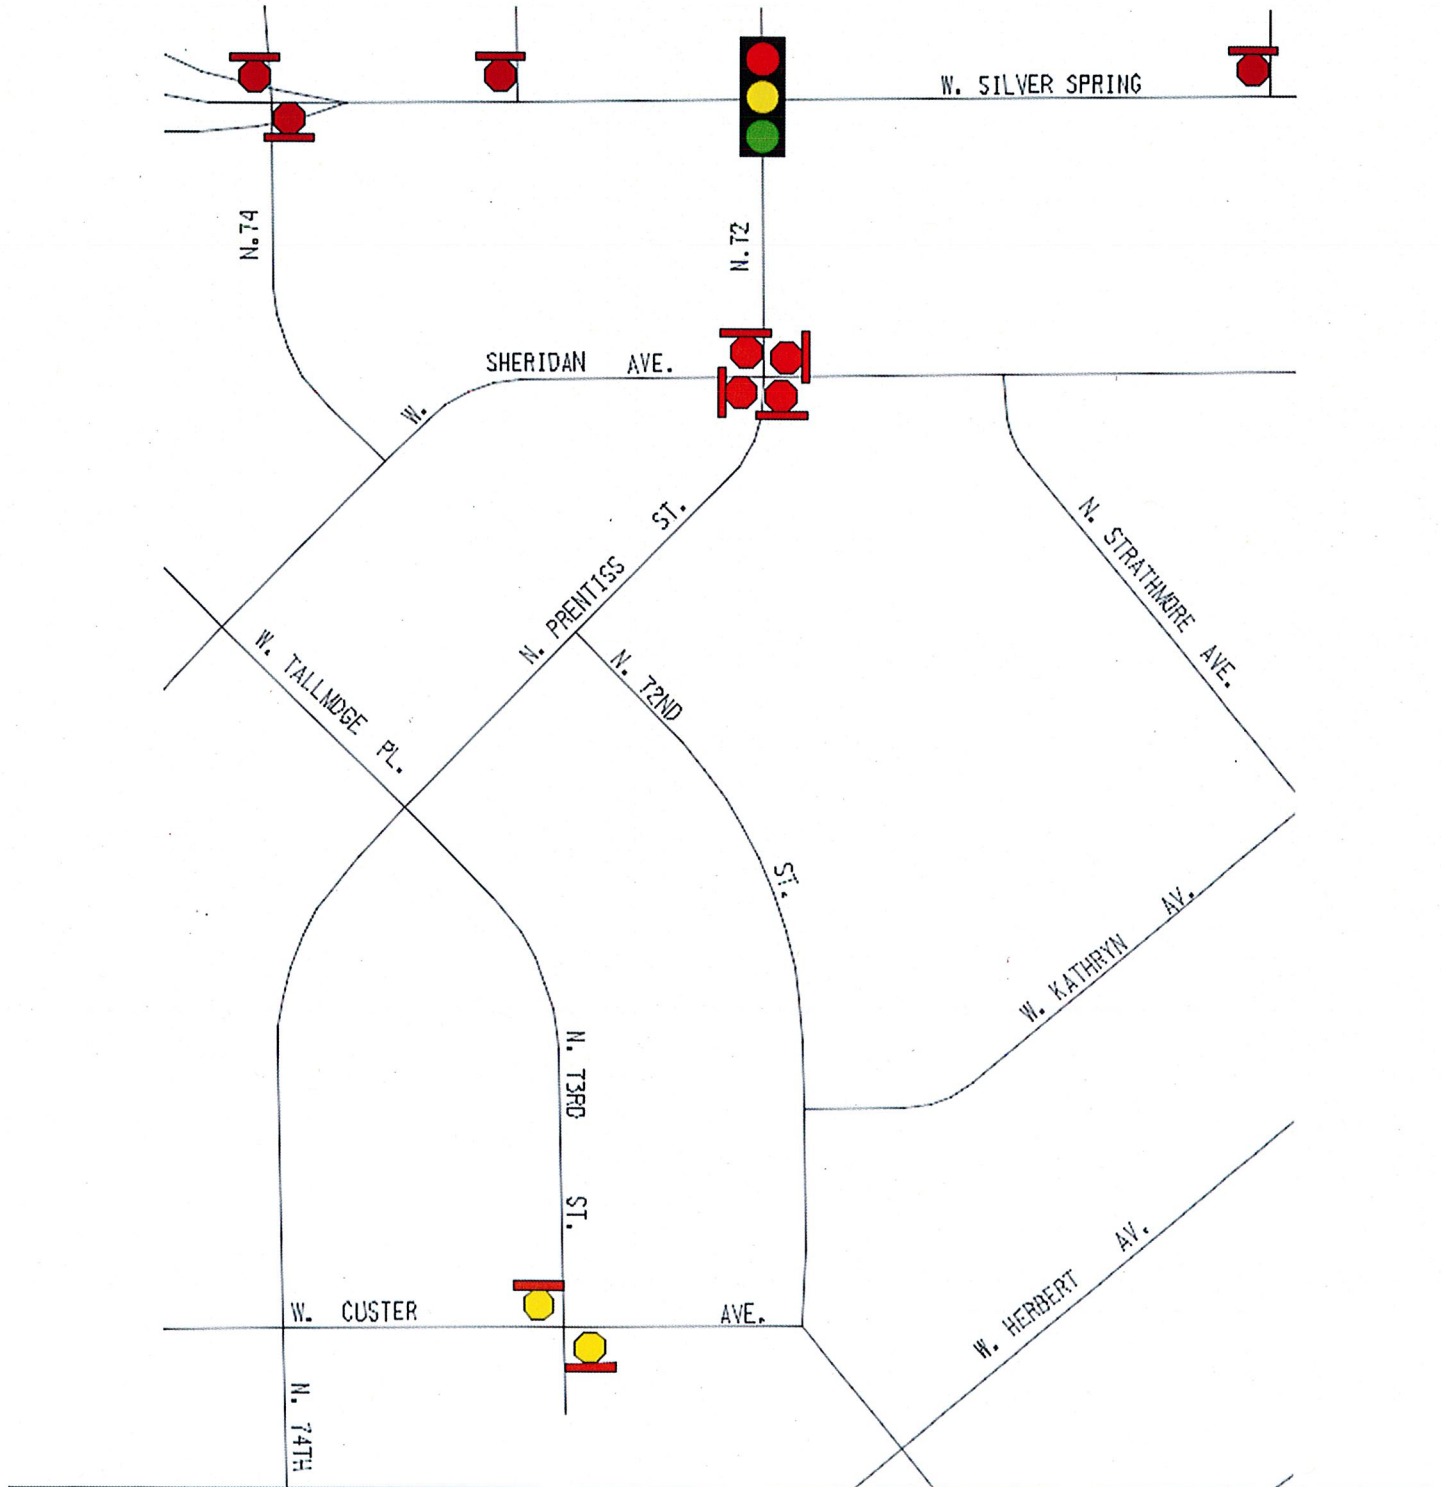 W. SILVER SPRING
N.74
N.72
W. SHERIDAN AVE.
N. STRATHMORE AVE.
N. PRENTISS ST.
W. TALLMDGE PL.
N. 72ND ST.
W. KATHRYN AV.
N. 73RD ST.
W. HERBERT AV.
W. CUSTER AVE.
N. 74TH